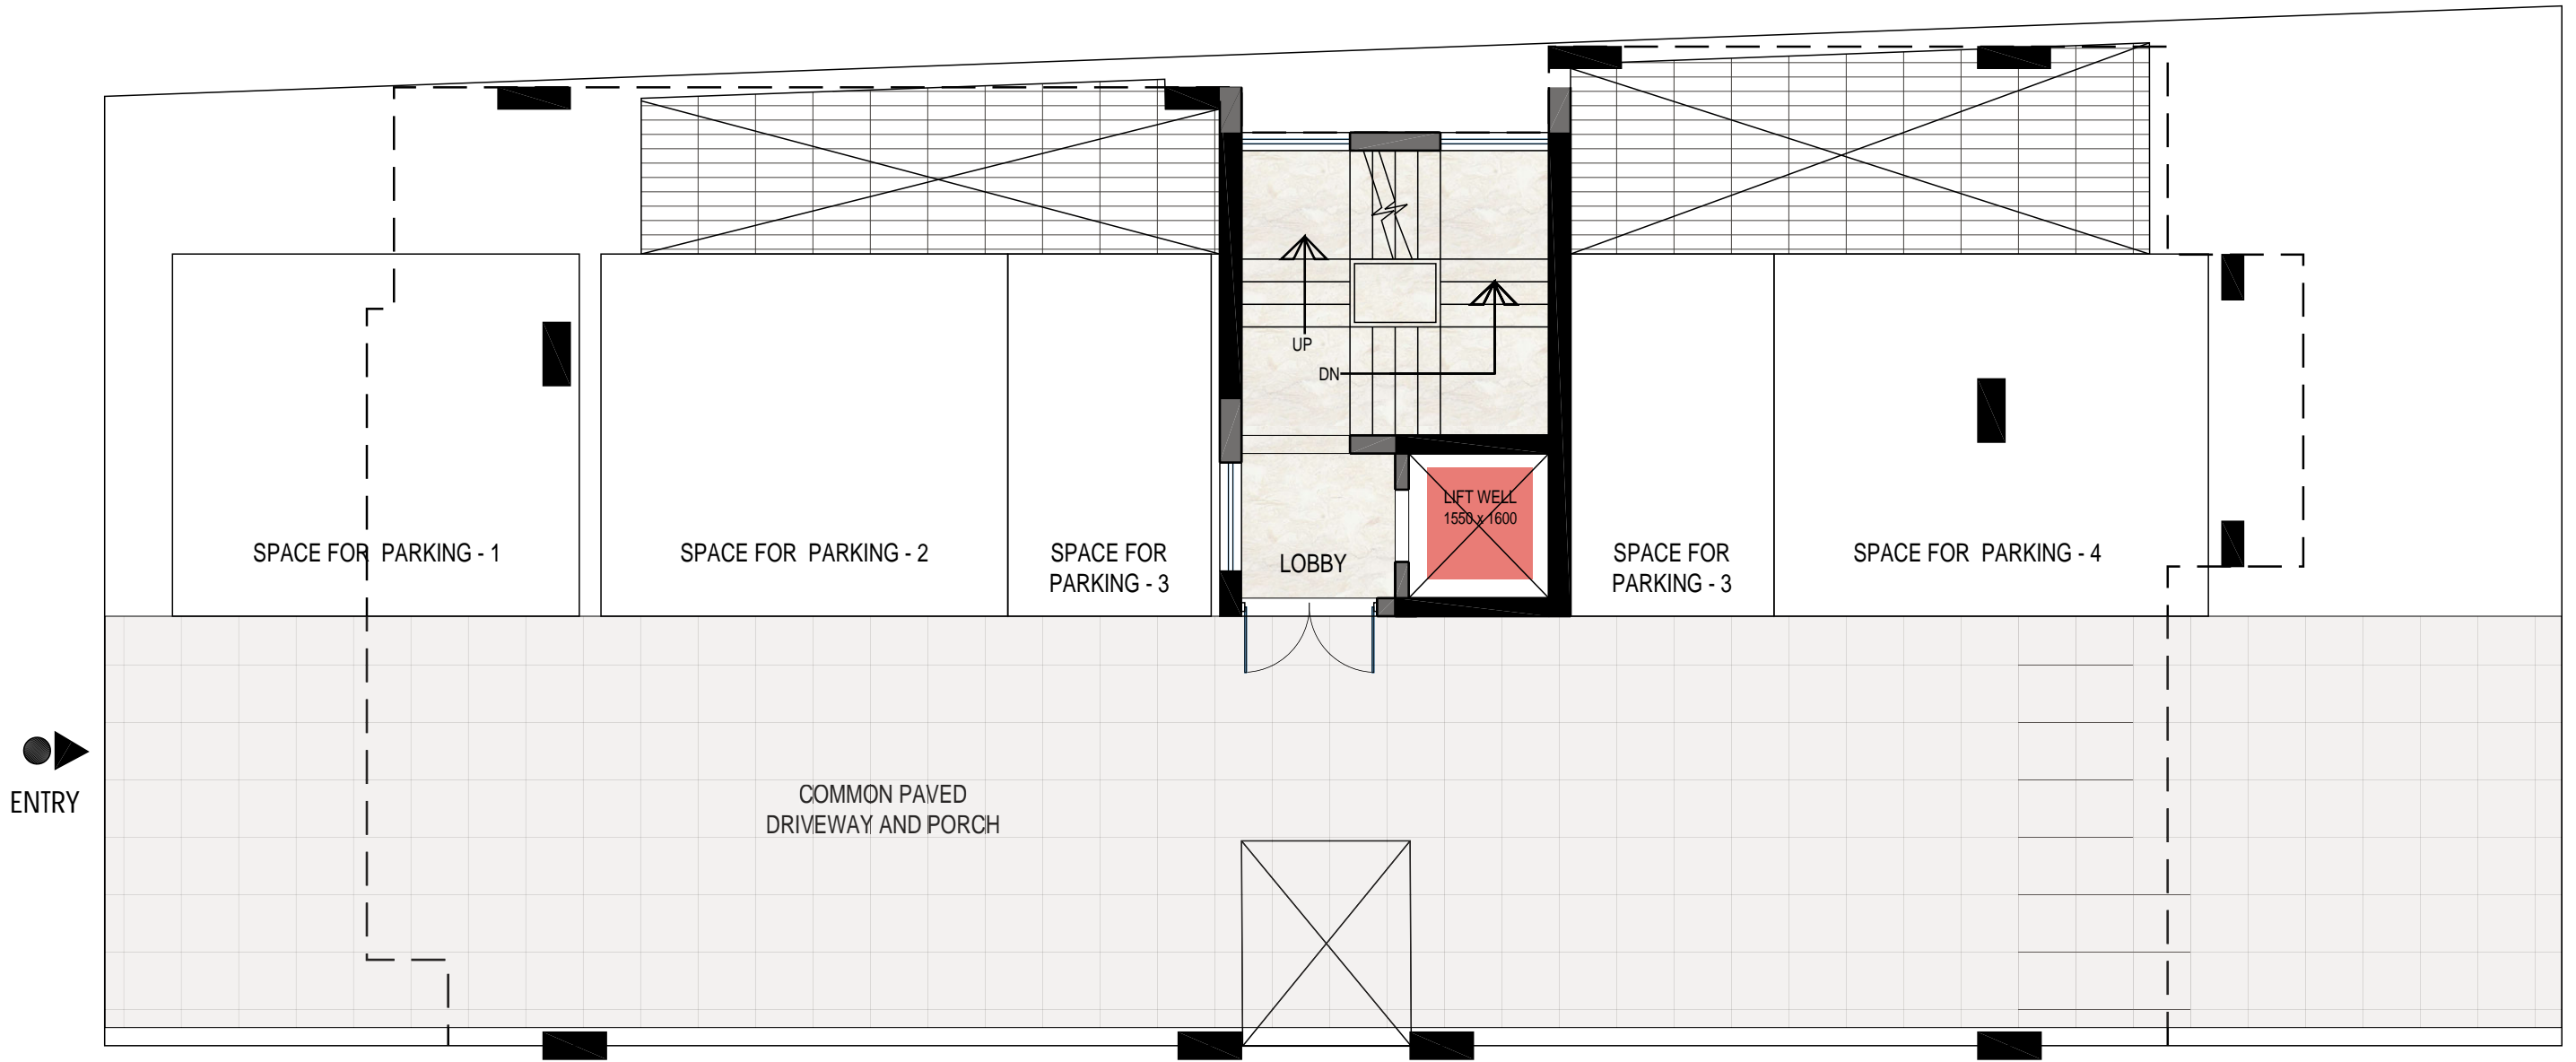 UP
DN
LIFT WELL
1550 x 1600
SPACE FOR PARKING - 1
SPACE FOR PARKING - 2
SPACE FOR
PARKING - 3
LOBBY
SPACE FOR
PARKING - 3
SPACE FOR PARKING - 4
ENTRY
COMMON PAVED
DRIVEWAY AND PORCH